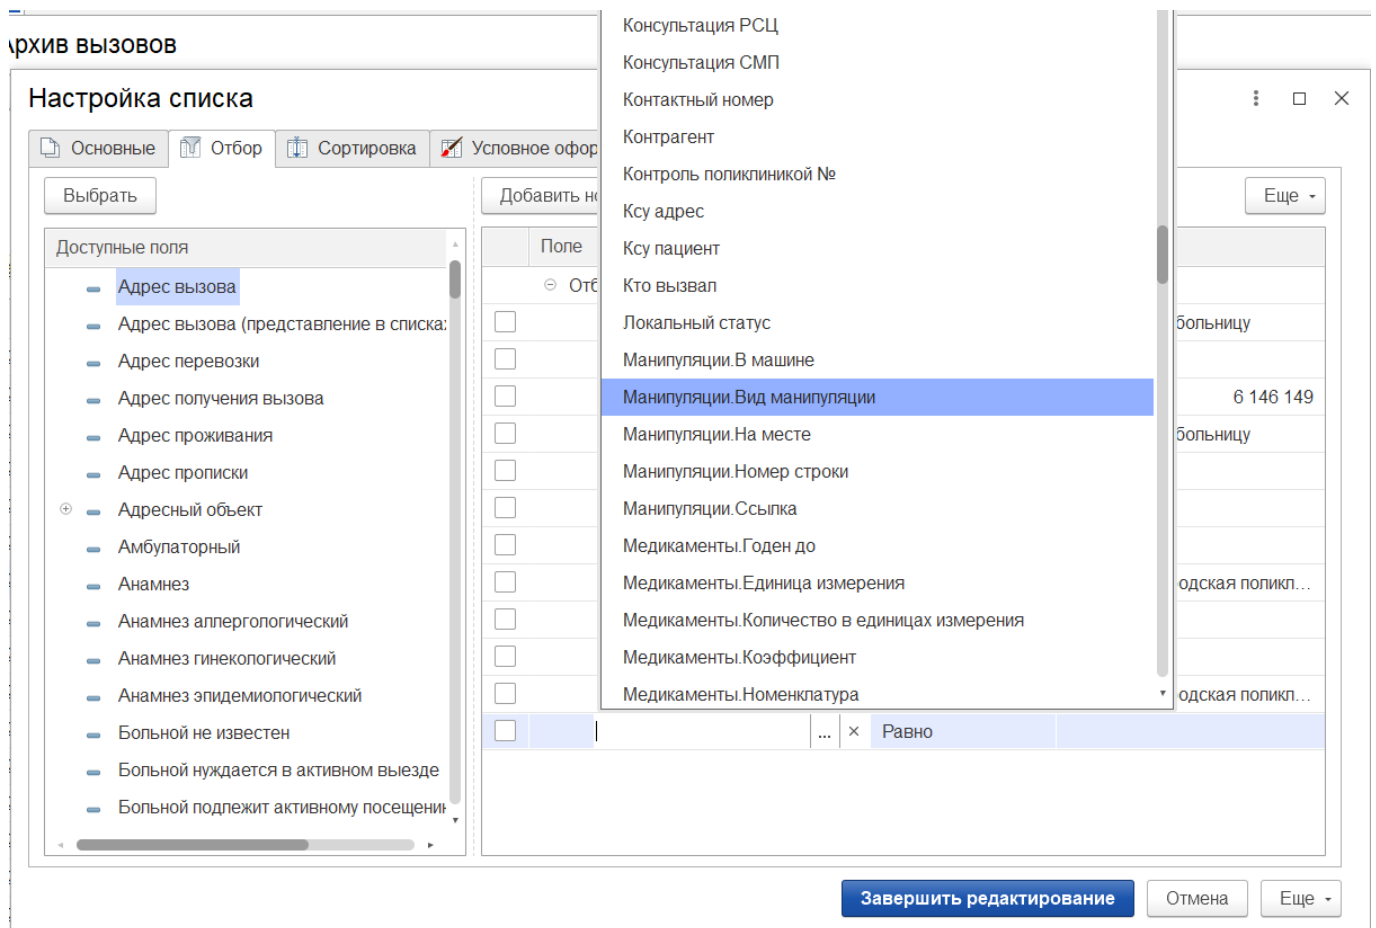 Архив вызовов
Настройка списка
Основные
Отбор
Сортировка
Условное офор
Выбрать
Добавить но
Еще
Доступные поля
Адрес вызова
Адрес вызова (представление в списках
Адрес перевозки
Адрес получения вызова
Адрес проживания
Адрес прописки
Адресный объект
Амбулаторный
Анамнез
Анамнез аллергологический
Анамнез гинекологический
Анамнез эпидемиологический
Больной не известен
Больной нуждается в активном выезде
Больной подлежит активному посещению
Поле
Отб
больницу
6 146 149
больницу
одская поликл...
одская поликл...
Консультация РСЦ
Консультация СМП
Контактный номер
Контрагент
Контроль поликлиникой №
Ксу адрес
Ксу пациент
Кто вызвал
Локальный статус
Манипуляции.В машине
Манипуляции.Вид манипуляции
Манипуляции.На месте
Манипуляции.Номер строки
Манипуляции.Ссылка
Медикаменты.Годен до
Медикаменты.Единица измерения
Медикаменты.Количество в единицах измерения
Медикаменты.Коэффициент
Медикаменты.Номенклатура
... × Равно
Завершить редактирование
Отмена
Еще